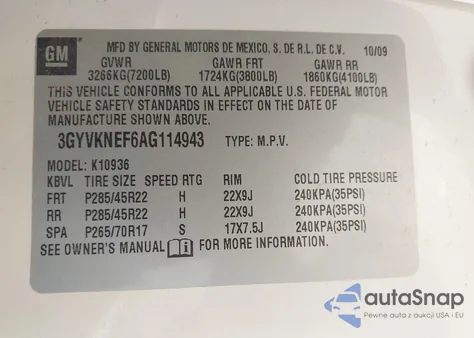 GM
MFD BY GENERAL MOTORS DE MEXICO, S. DE R.L. DE C.V. 10/09
GVWR GAWR FRT GAWR RR
3266KG(7200LB) 1724KG(3800LB) 1860KG(4100LB)
THIS VEHICLE CONFORMS TO ALL APPLICABLE U.S. FEDERAL MOTOR
VEHICLE SAFETY STANDARDS IN EFFECT ON THE DATE OF
MANUFACTURE SHOWN ABOVE.
3GYVKNEF6AG114943 TYPE: M.P.V.
MODEL: K10936
KBVL TIRE SIZE SPEED RTG RIM COLD TIRE PRESSURE
FRT P285/45R22 H 22X9J 240KPA(35PSI)
RR P285/45R22 H 22X9J 240KPA(35PSI)
SPA P265/70R17 S 17X7.5J 240KPA(35PSI)
SEE OWNER'S MANUAL FOR MORE INFORMATION.
autoSnap
Pewne auta z aukcji USA i EU